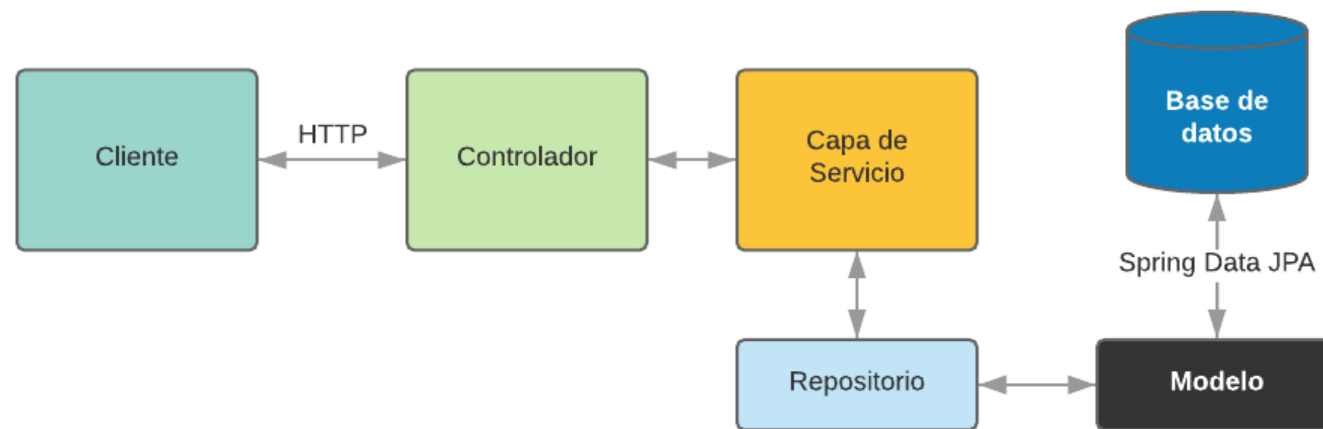 Cliente
HTTP
Controlador
Capa de
Servicio
Base de
datos
Spring Data JPA
Repositorio
Modelo